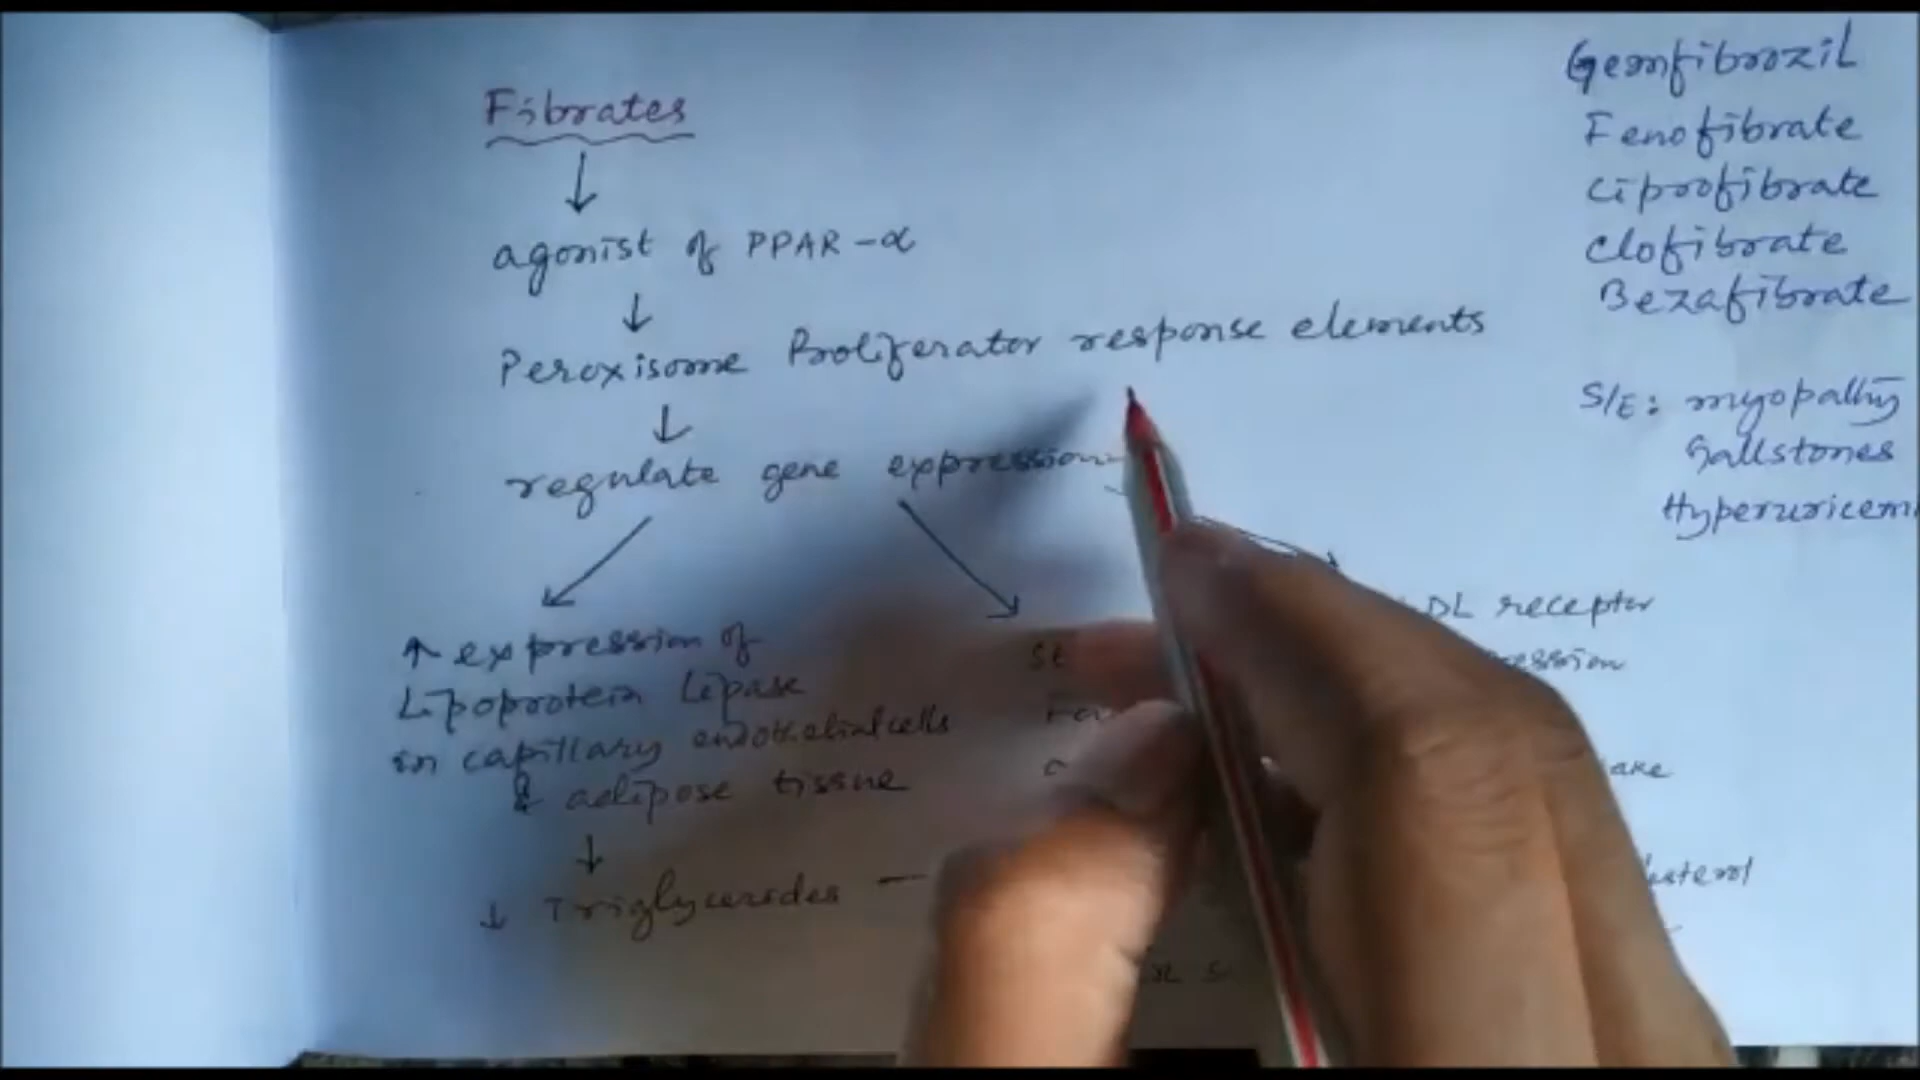 Fibrates
agonist of PPAR-α
Peroxisome Proliferator response elements
regulate gene expression
↑ expression of
Lipoprotein Lipase
in capillary endothelial cells
& adipose tissue
↓ Triglycerides
receptor
Gemfibrozil
Fenofibrate
Ciprofibrate
Clofibrate
Bezafibrate
S/E: myopathy
Gallstones